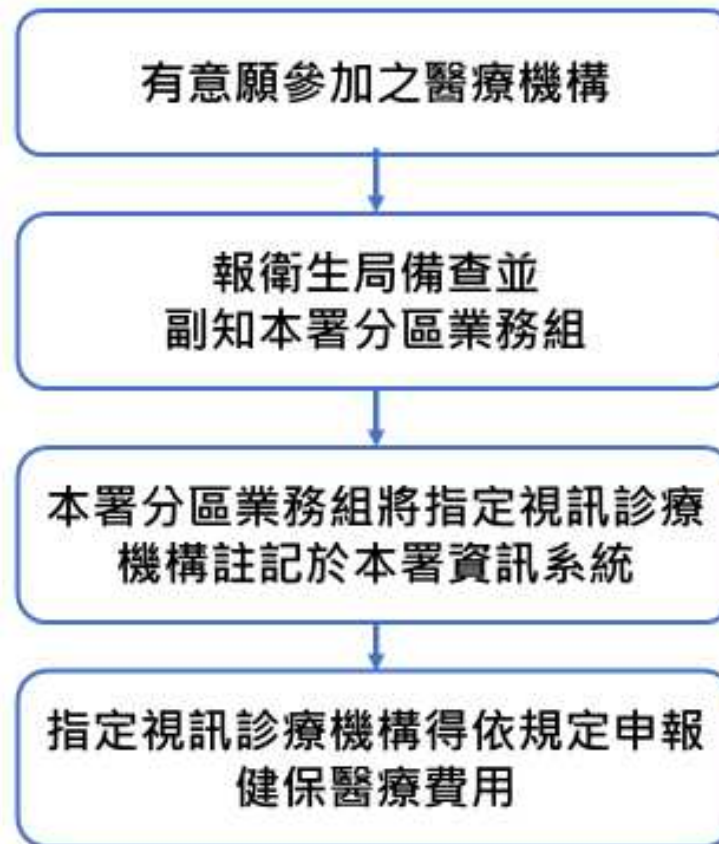 有意願參加之醫療機構
報衛生局備查並
副知本署分區業務組
本署分區業務組將指定視訊診療
機構註記於本署資訊系統
指定視訊診療機構得依規定申報
健保醫療費用